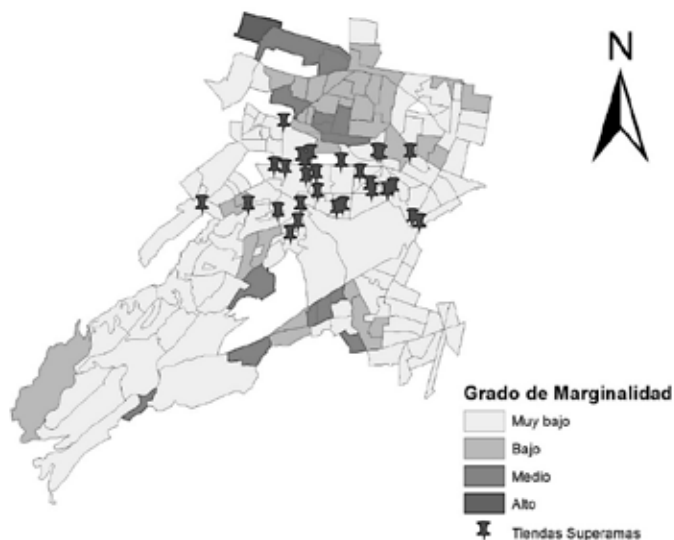 N
Grado de Marginalidad
Muy bajo
Bajo
Medio
Alto
Tiendas Superamas